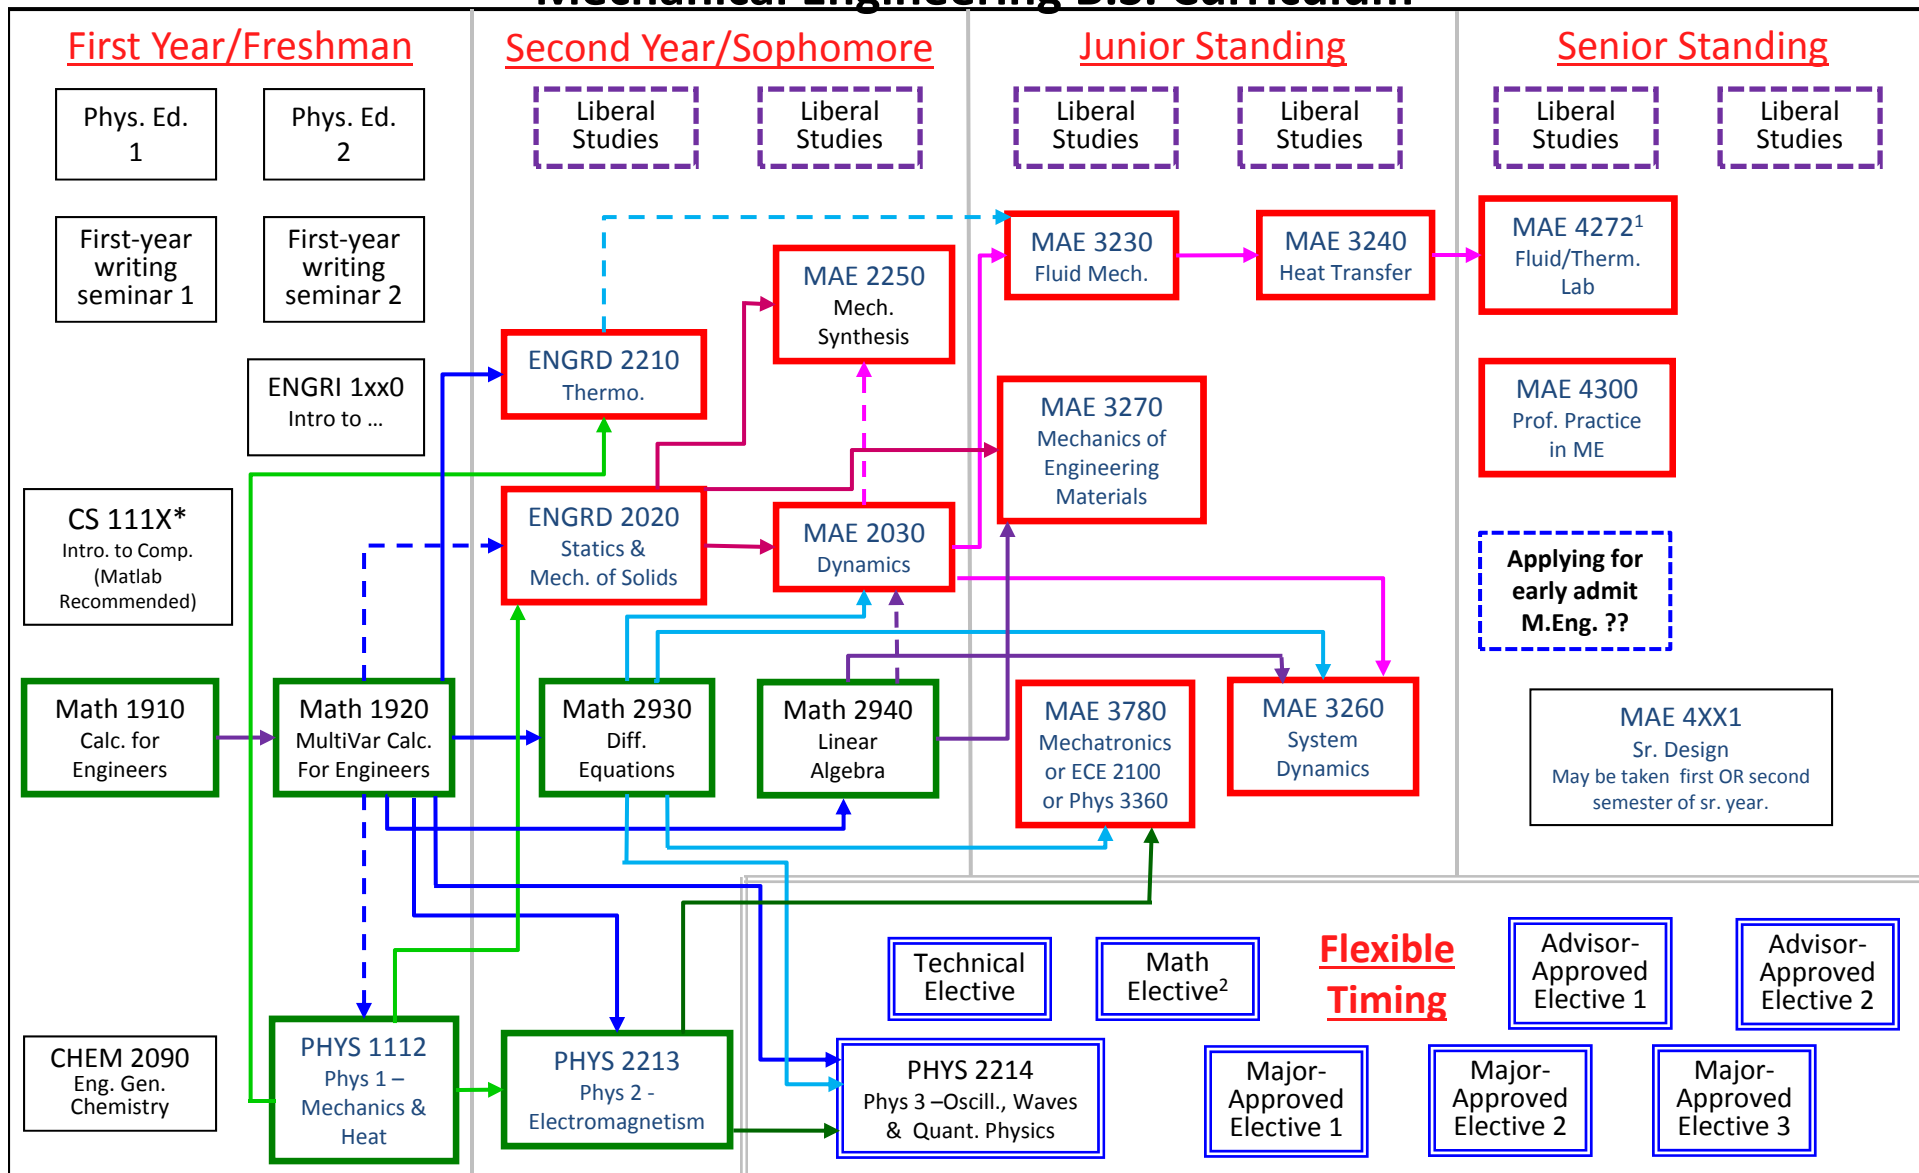 Mechanical Engineering B.S. Curriculum
First Year/Freshman
Second Year/Sophomore
Junior Standing
Senior Standing
Phys. Ed.
1
Phys. Ed.
2
Liberal
Studies
Liberal
Studies
Liberal
Studies
Liberal
Studies
Liberal
Studies
Liberal
Studies
First-year
writing
seminar 1
First-year
writing
seminar 2
MAE 2250
Mech.
Synthesis
MAE 3230
Fluid Mech.
MAE 3240
Heat Transfer
MAE 4272¹
Fluid/Therm.
Lab
ENGRI 1xx0
Intro to ...
ENGRD 2210
Thermo.
MAE 3270
Mechanics of
Engineering
Materials
MAE 4300
Prof. Practice
in ME
CS 111X*
Intro. to Comp.
(Matlab
Recommended)
ENGRD 2020
Statics &
Mech. of Solids
MAE 2030
Dynamics
Applying for
early admit
M.Eng. ??
Math 1910
Calc. for
Engineers
Math 1920
MultiVar Calc.
For Engineers
Math 2930
Diff.
Equations
Math 2940
Linear
Algebra
MAE 3780
Mechatronics
or ECE 2100
or Phys 3360
MAE 3260
System
Dynamics
MAE 4XX1
Sr. Design
May be taken first OR second
semester of sr. year.
Technical
Elective
Math
Elective²
Flexible
Timing
Advisor-
Approved
Elective 1
Advisor-
Approved
Elective 2
CHEM 2090
Eng. Gen.
Chemistry
PHYS 1112
Phys 1 –
Mechanics &
Heat
PHYS 2213
Phys 2 -
Electromagnetism
PHYS 2214
Phys 3 –Oscill., Waves
& Quant. Physics
Major-
Approved
Elective 1
Major-
Approved
Elective 2
Major-
Approved
Elective 3